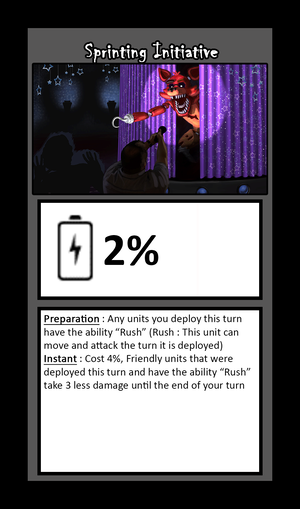 Sprinting Initiative
2%
Preparation : Any units you deploy this turn
have the ability “Rush” (Rush : This unit can
move and attack the turn it is deployed)
Instant : Cost 4%, Friendly units that were
deployed this turn and have the ability “Rush”
take 3 less damage until the end of your turn